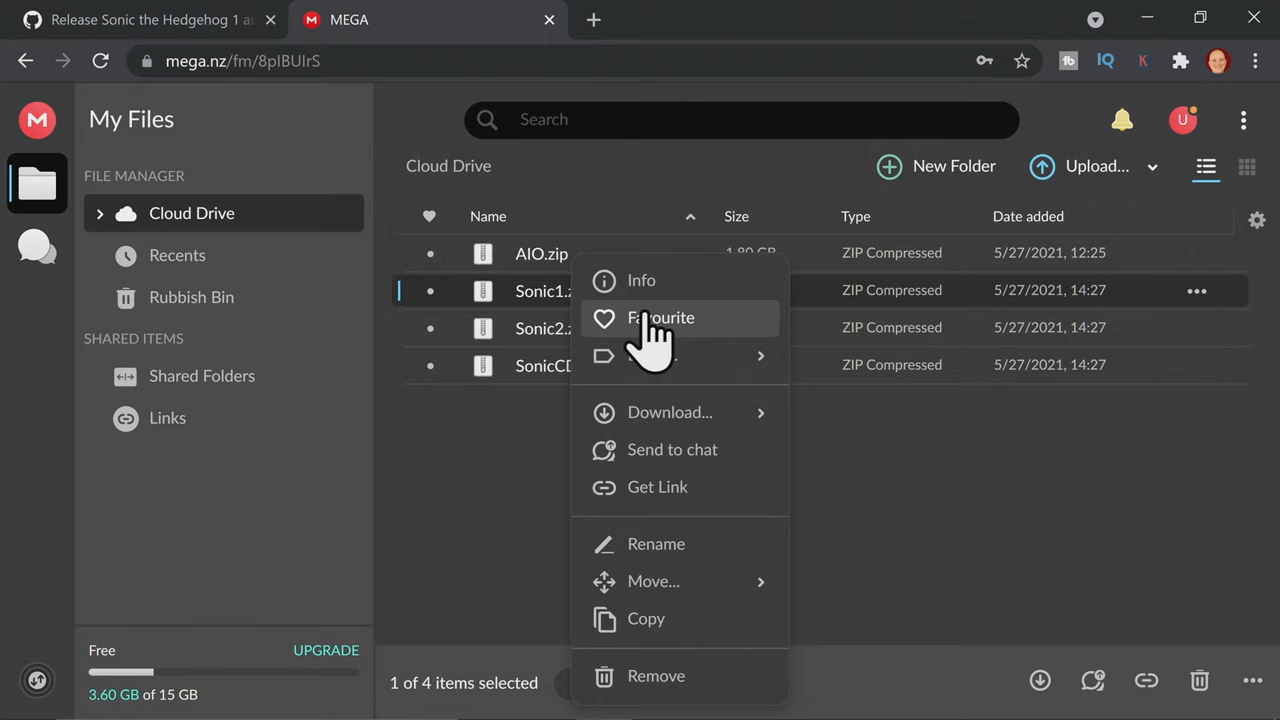 Release Sonic the Hedgehog 1 a
MEGA
mega.nz/fm/8pIBUIrS
My Files
Search
FILE MANAGER
Cloud Drive
New Folder
Upload...
Cloud Drive
Name
Size
Type
Date added
Recents
AIO.zip
1.80 GB
ZIP Compressed
5/27/2021, 12:25
Rubbish Bin
Sonic1.z
ZIP Compressed
5/27/2021, 14:27
SHARED ITEMS
Sonic2.z
ZIP Compressed
5/27/2021, 14:27
Shared Folders
SonicCD
ZIP Compressed
5/27/2021, 14:27
Links
Info
Favourite
Download...
Send to chat
Get Link
Rename
Move...
Copy
Remove
Free
UPGRADE
3.60 GB of 15 GB
1 of 4 items selected